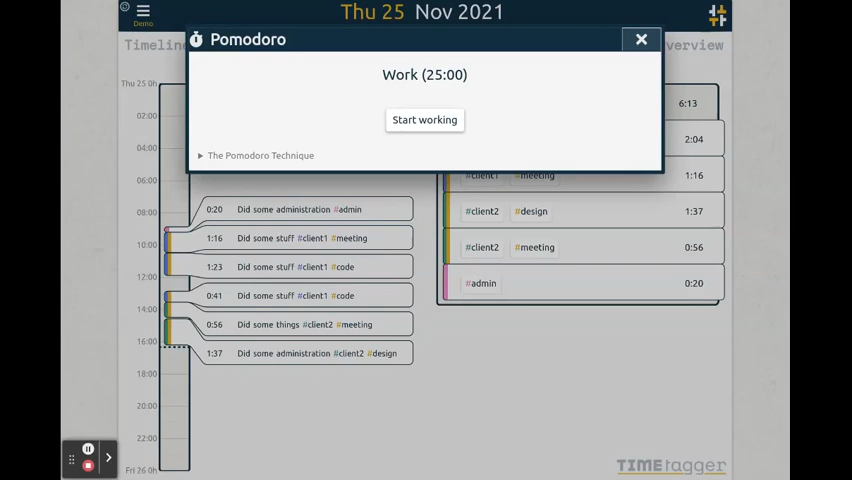 Demo
Thu 25 Nov 2021
Pomodoro
Work (25:00)
Start working
The Pomodoro Technique
Timeline
erview
Thu 25 0h
02:00
04:00
06:00
08:00
10:00
12:00
14:00
16:00
18:00
20:00
22:00
Fri 26 0h
0:20 Did some administration #admin
1:16 Did some stuff #client1 #meeting
1:23 Did some stuff #client1 #code
0:41 Did some stuff #client1 #code
0:56 Did some things #client2 #meeting
1:37 Did some administration #client2 #design
6:13
2:04
#client1 #meeting 1:16
#client2 #design 1:37
#client2 #meeting 0:56
#admin 0:20
TIMEtagger